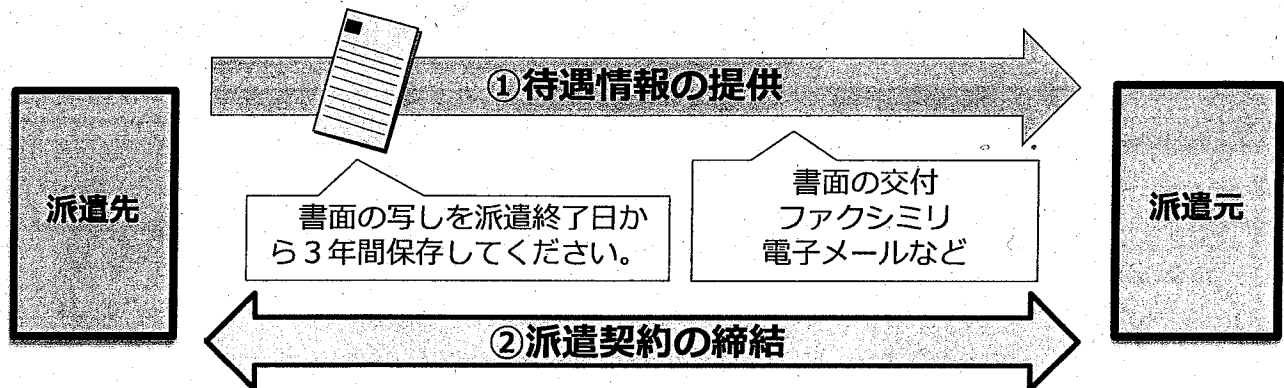 ①待遇情報の提供
派遣先
書面の写しを派遣終了日か
ら3年間保存してください。
書面の交付
ファクシミリ
電子メールなど
派遣元
②派遣契約の締結